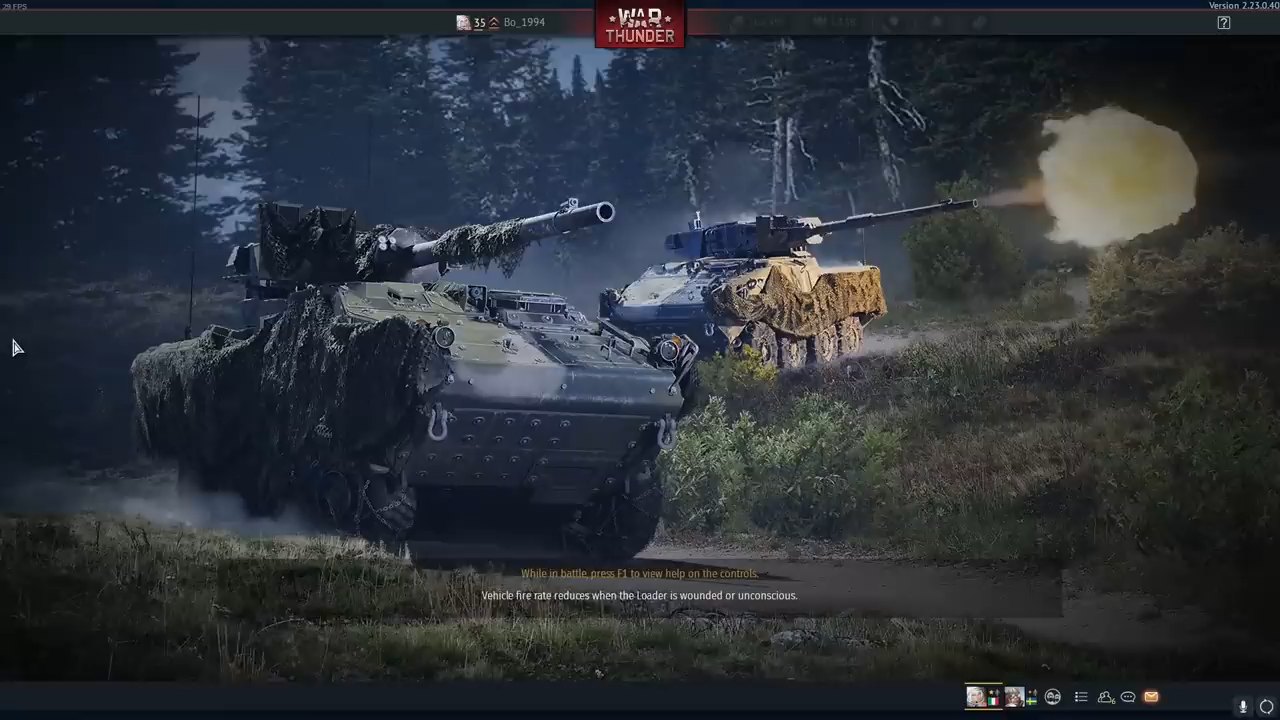 29 FPS
Version 2.23.0.40
35 Bo_1994
WAR
THUNDER
?
While in battle, press F1 to view help on the controls.
Vehicle fire rate reduces when the Loader is wounded or unconscious.
6